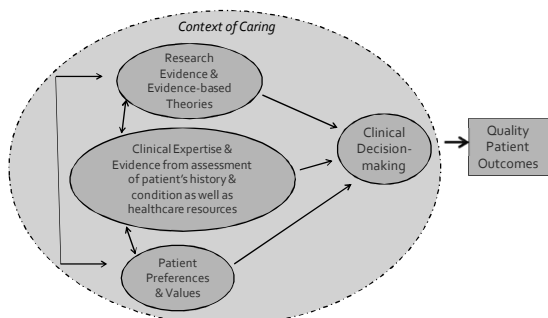 Context of Caring
Research
Evidence &
Evidence-based
Theories
Clinical Expertise &
Evidence from assessment
of patient's history &
condition as well as
healthcare resources
Patient
Preferences
& Values
Clinical
Decision-
making
Quality
Patient
Outcomes